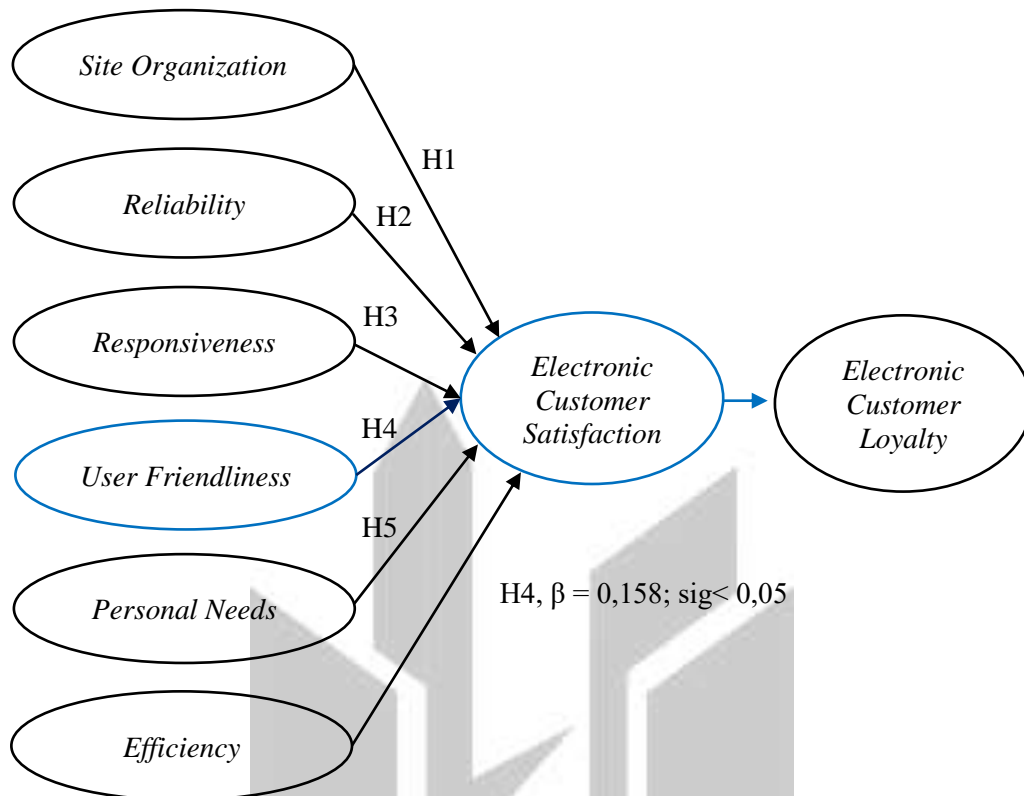 Site Organization
H1
Reliability
H2
Responsiveness
H3
Electronic
Customer
Satisfaction
Electronic
Customer
Loyalty
H4
User Friendliness
H5
Personal Needs
H4, β = 0,158; sig< 0,05
Efficiency